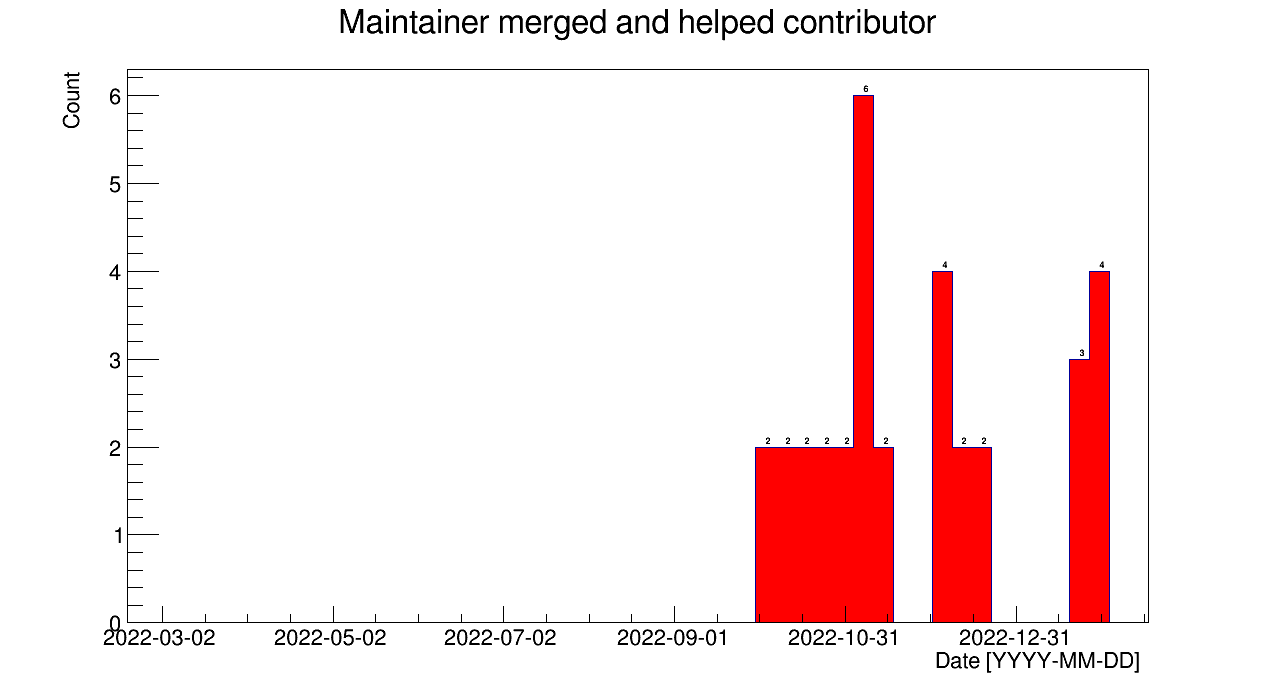 Maintainer merged and helped contributor
Count
6
5
4
3
2
1
0
2 2 2 2 2 6 2 4 2 2 3 4
2022-03-02 2022-05-02 2022-07-02 2022-09-01 2022-10-31 2022-12-31
Date [YYYY-MM-DD]